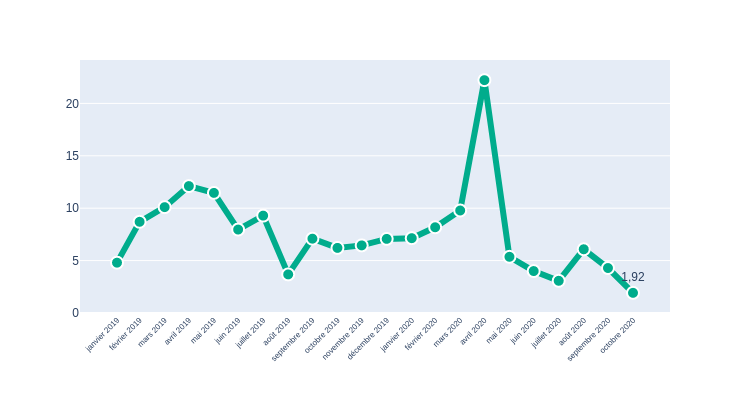 20
15
10
5
0
1,92
janvier 2019
février 2019
mars 2019
avril 2019
mai 2019
juin 2019
juillet 2019
août 2019
septembre 2019
octobre 2019
novembre 2019
décembre 2019
janvier 2020
février 2020
mars 2020
avril 2020
mai 2020
juin 2020
juillet 2020
août 2020
septembre 2020
octobre 2020